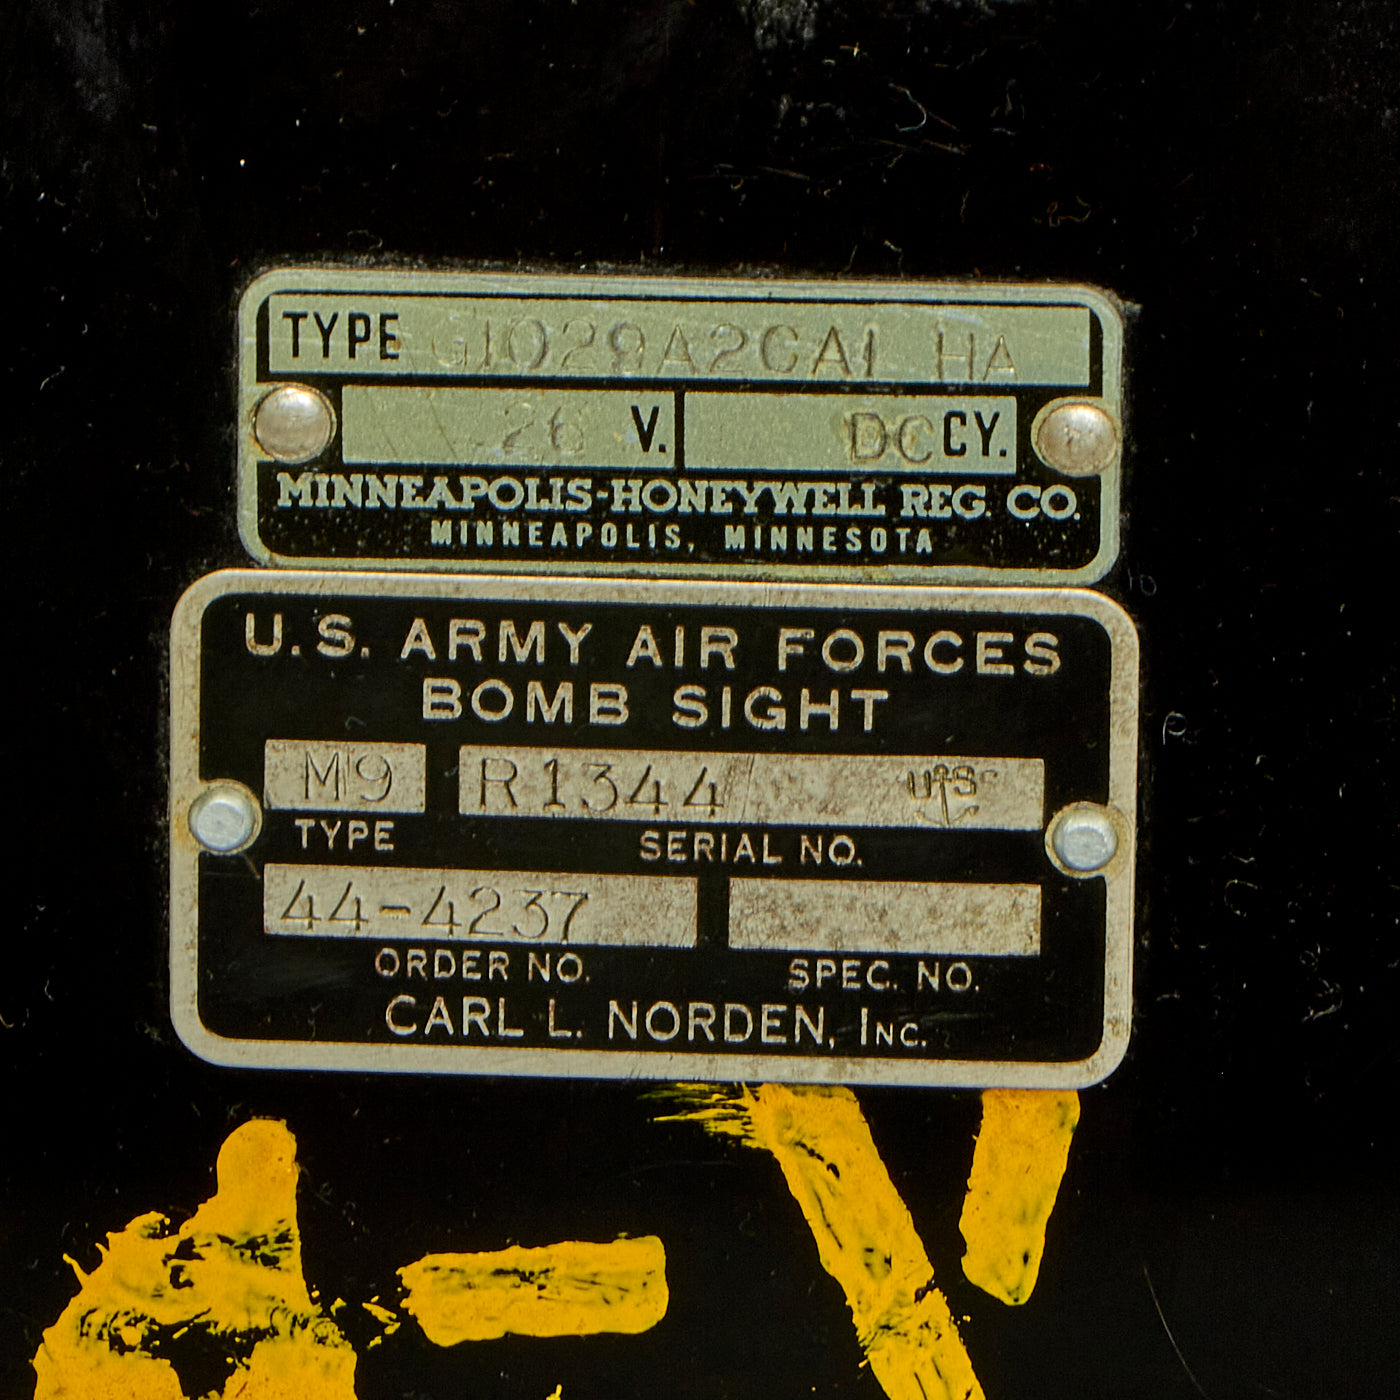 TYPE G1029A2CA1 HA
26 V. DC CY.
MINNEAPOLIS-HONEYWELL REG. CO.
MINNEAPOLIS, MINNESOTA
U.S. ARMY AIR FORCES
BOMB SIGHT
M9 R1344 US
TYPE SERIAL NO.
44-4237
ORDER NO. SPEC. NO.
CARL L. NORDEN, INC.